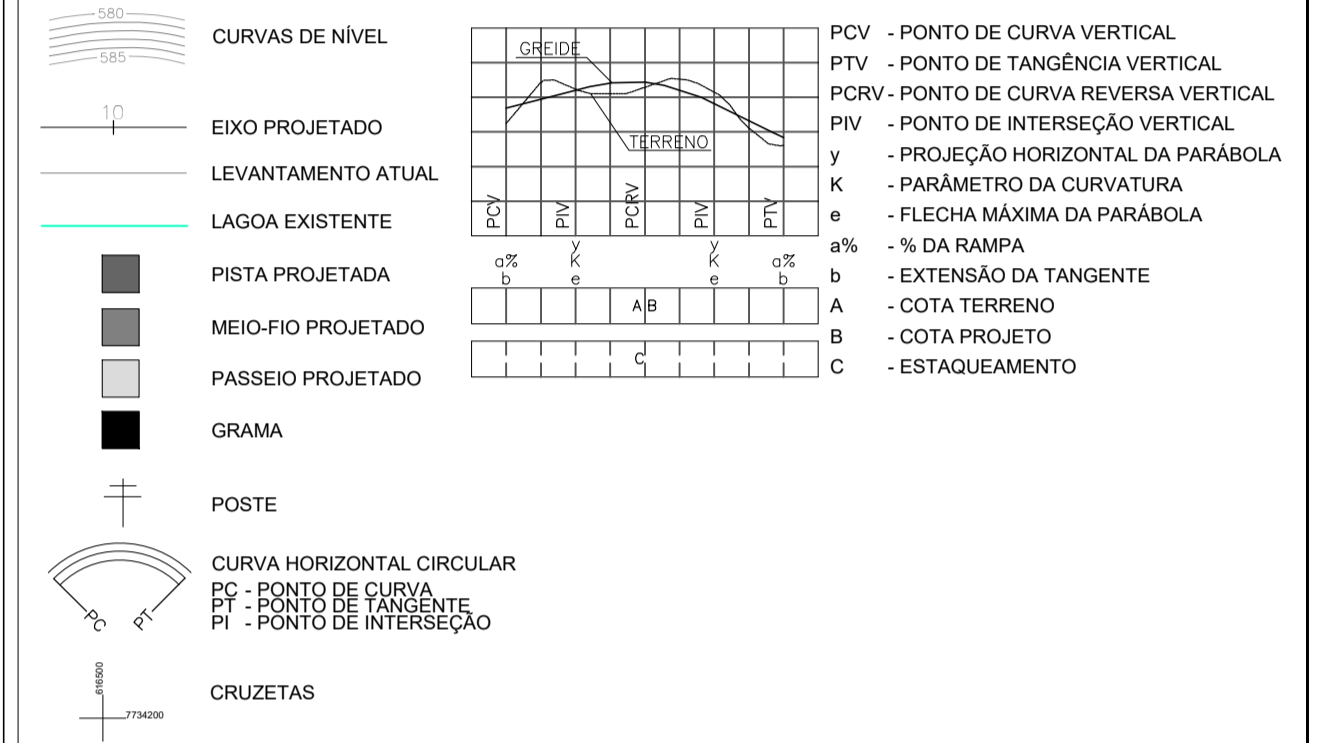 580
585
CURVAS DE NÍVEL
10
EIXO PROJETADO
LEVANTAMENTO ATUAL
LAGOA EXISTENTE
PISTA PROJETADA
MEIO-FIO PROJETADO
PASSEIO PROJETADO
GRAMA
POSTE
CURVA HORIZONTAL CIRCULAR
PC - PONTO DE CURVA
PT - PONTO DE TANGENTE
PI - PONTO DE INTERSEÇÃO
PC PT
616500
7734200
CRUZETAS
GREIDE
TERRENO
PCV PIV PCRV PIV PTV
a% y y a%
b K K b
e e
A B
C
PCV - PONTO DE CURVA VERTICAL
PTV - PONTO DE TANGÊNCIA VERTICAL
PCRV - PONTO DE CURVA REVERSA VERTICAL
PIV - PONTO DE INTERSEÇÃO VERTICAL
y - PROJEÇÃO HORIZONTAL DA PARÁBOLA
K - PARÂMETRO DA CURVATURA
e - FLECHA MÁXIMA DA PARÁBOLA
a% - % DA RAMPA
b - EXTENSÃO DA TANGENTE
A - COTA TERRENO
B - COTA PROJETO
C - ESTAQUEAMENTO